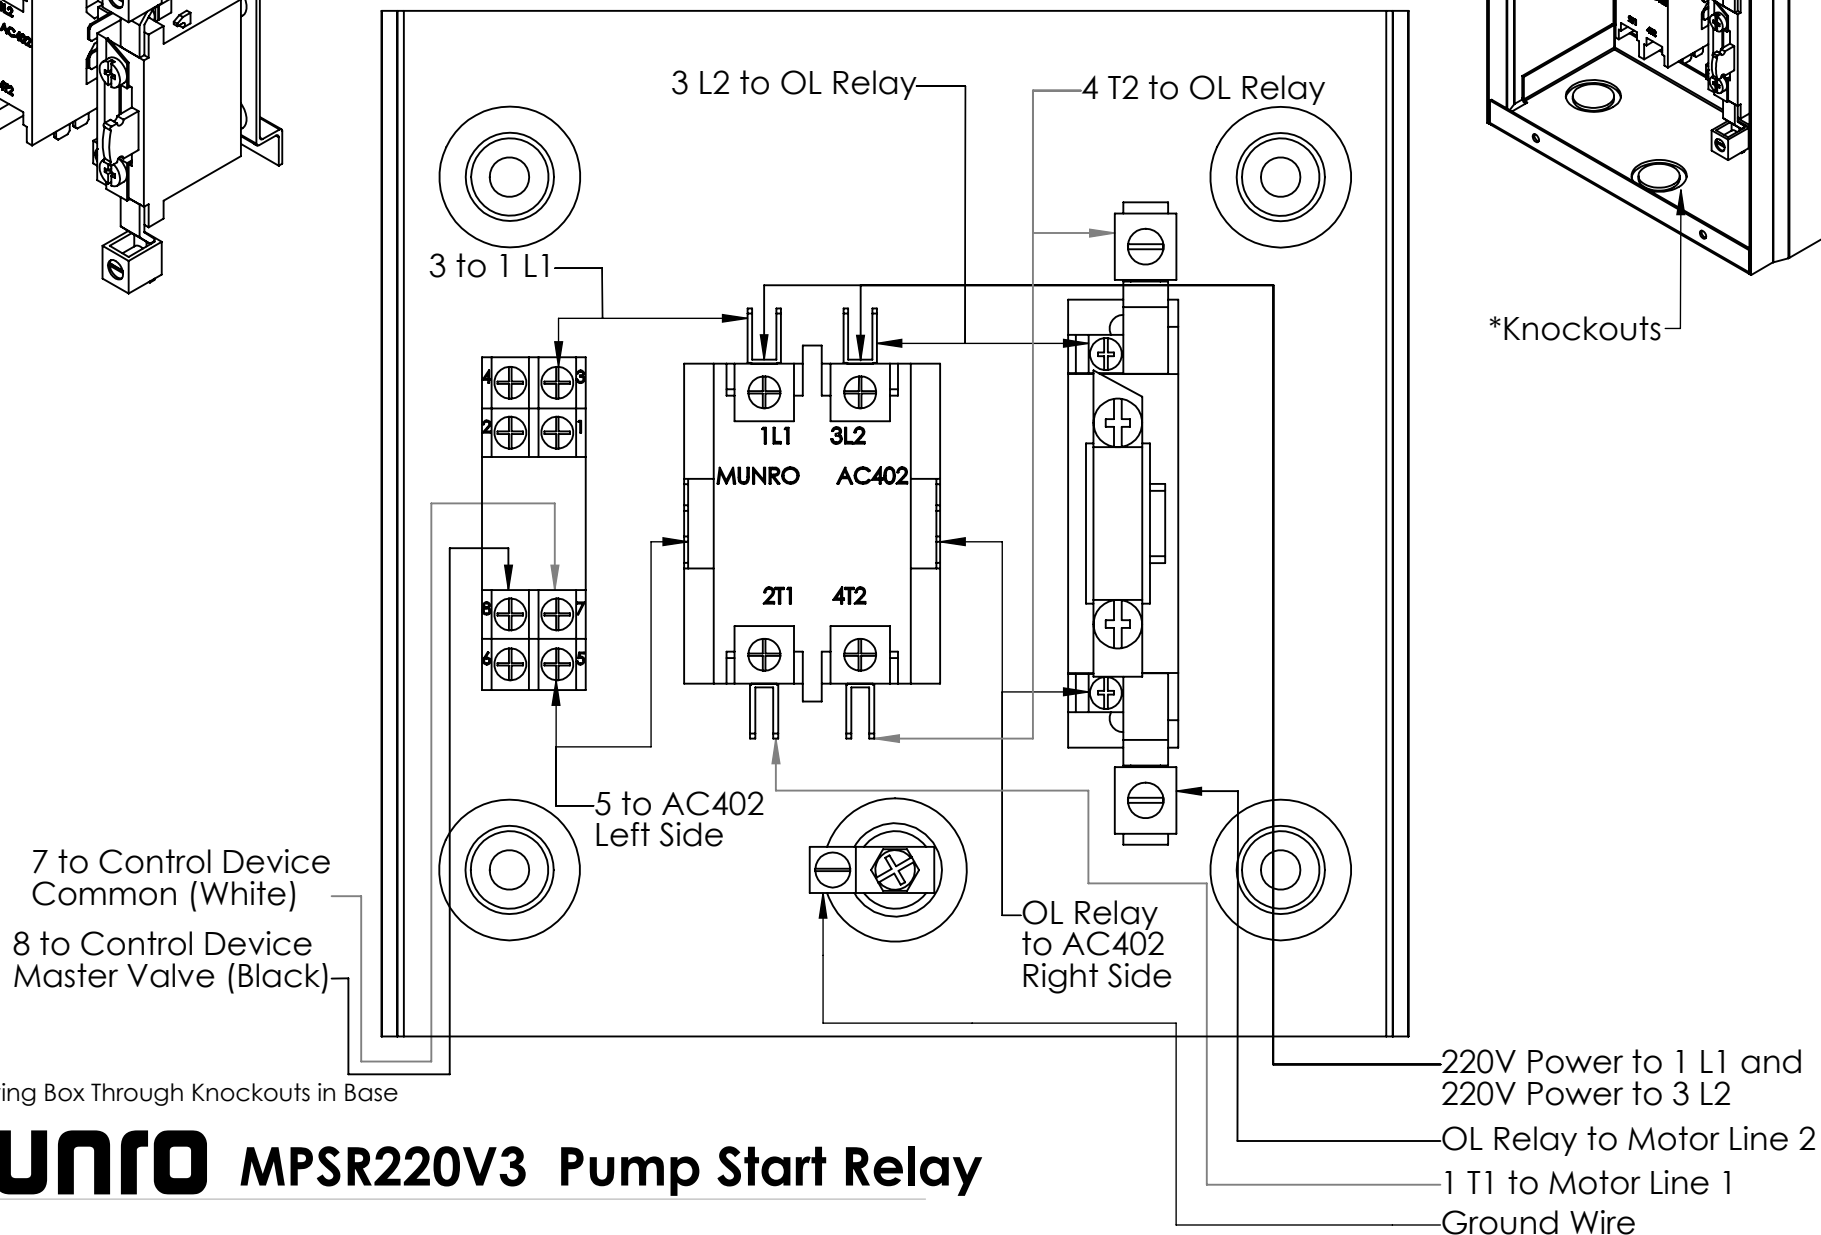 L2
AC402
3 L2 to OL Relay
4 T2 to OL Relay
3 to 1 L1
*Knockouts
4
3
2
1
1L1
3L2
MUNRO
AC402
2T1
4T2
8
7
6
5
5 to AC402
Left Side
7 to Control Device
Common (White)
8 to Control Device
Master Valve (Black)
OL Relay
to AC402
Right Side
220V Power to 1 L1 and
220V Power to 3 L2
OL Relay to Motor Line 2
1 T1 to Motor Line 1
Ground Wire
ing Box Through Knockouts in Base
unro MPSR220V3 Pump Start Relay